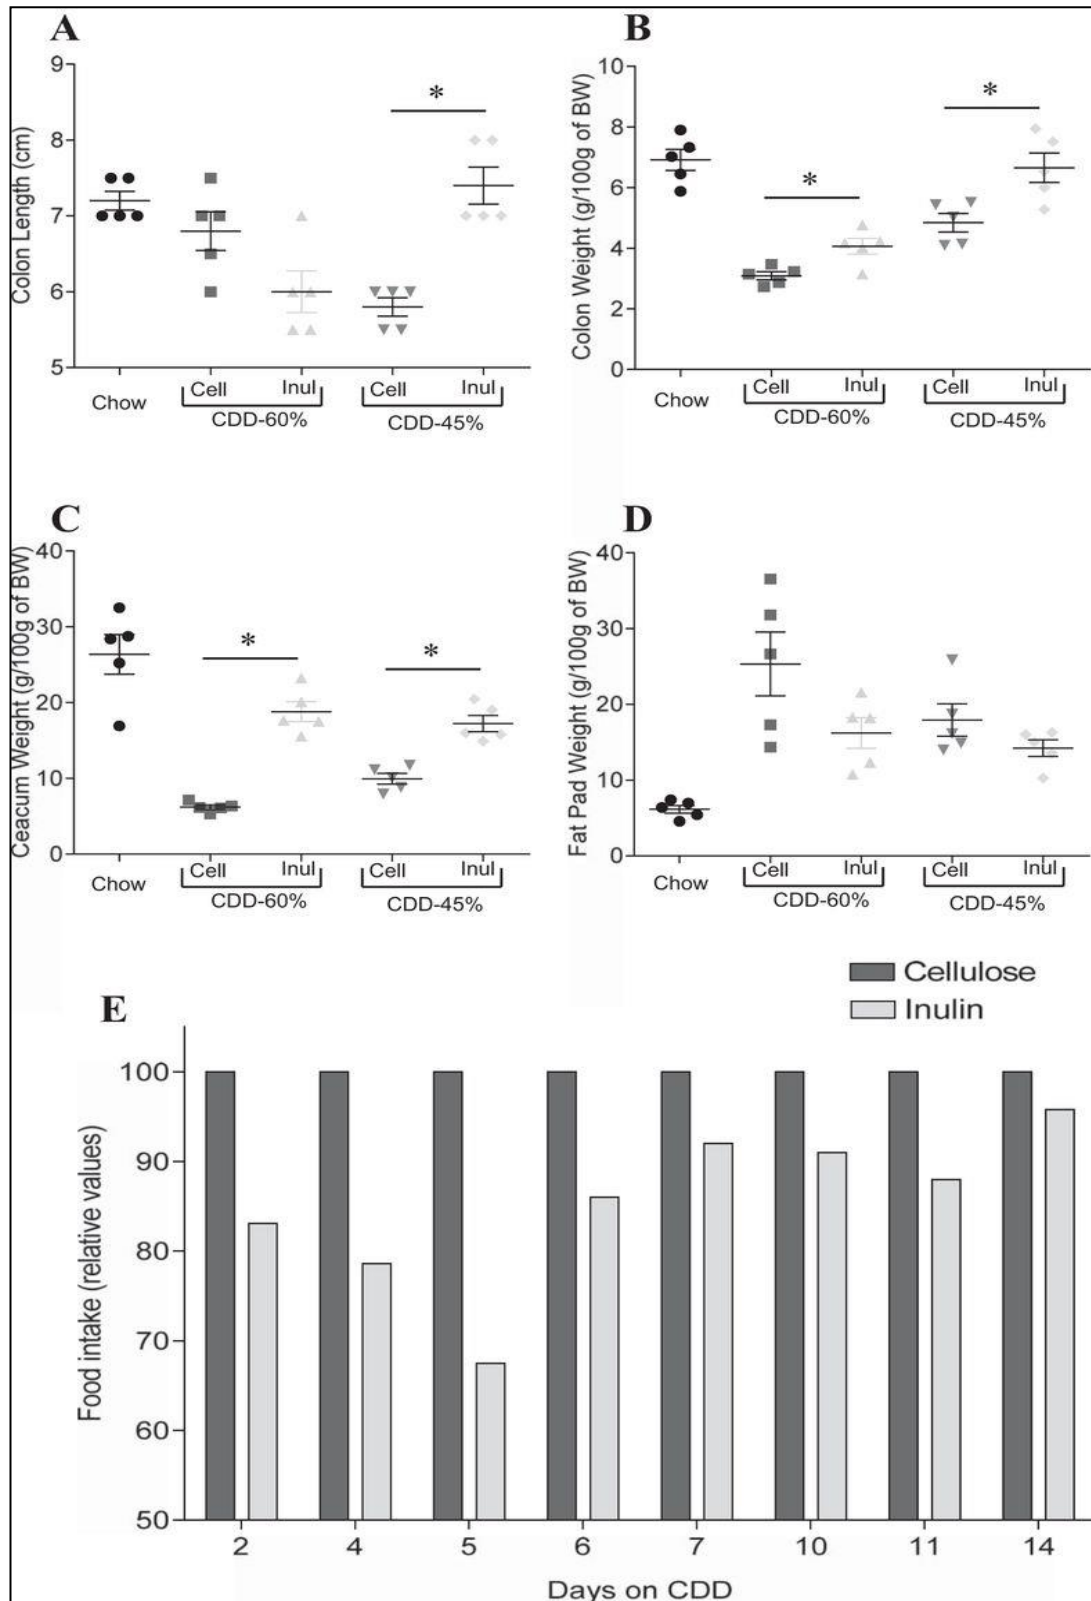 A
Colon Length (cm)
9
8
7
6
5
*
Chow
Cell
Inul
Cell
Inul
CDD-60%
CDD-45%
B
Colon Weight (g/100g of BW)
10
8
6
4
2
0
*
*
Chow
Cell
Inul
Cell
Inul
CDD-60%
CDD-45%
C
Ceacum Weight (g/100g of BW)
40
30
20
10
0
*
*
Chow
Cell
Inul
Cell
Inul
CDD-60%
CDD-45%
D
Fat Pad Weight (g/100g of BW)
40
30
20
10
0
Chow
Cell
Inul
Cell
Inul
CDD-60%
CDD-45%
Cellulose
Inulin
E
Food intake (relative values)
100
90
80
70
60
50
2 4 5 6 7 10 11 14
Days on CDD